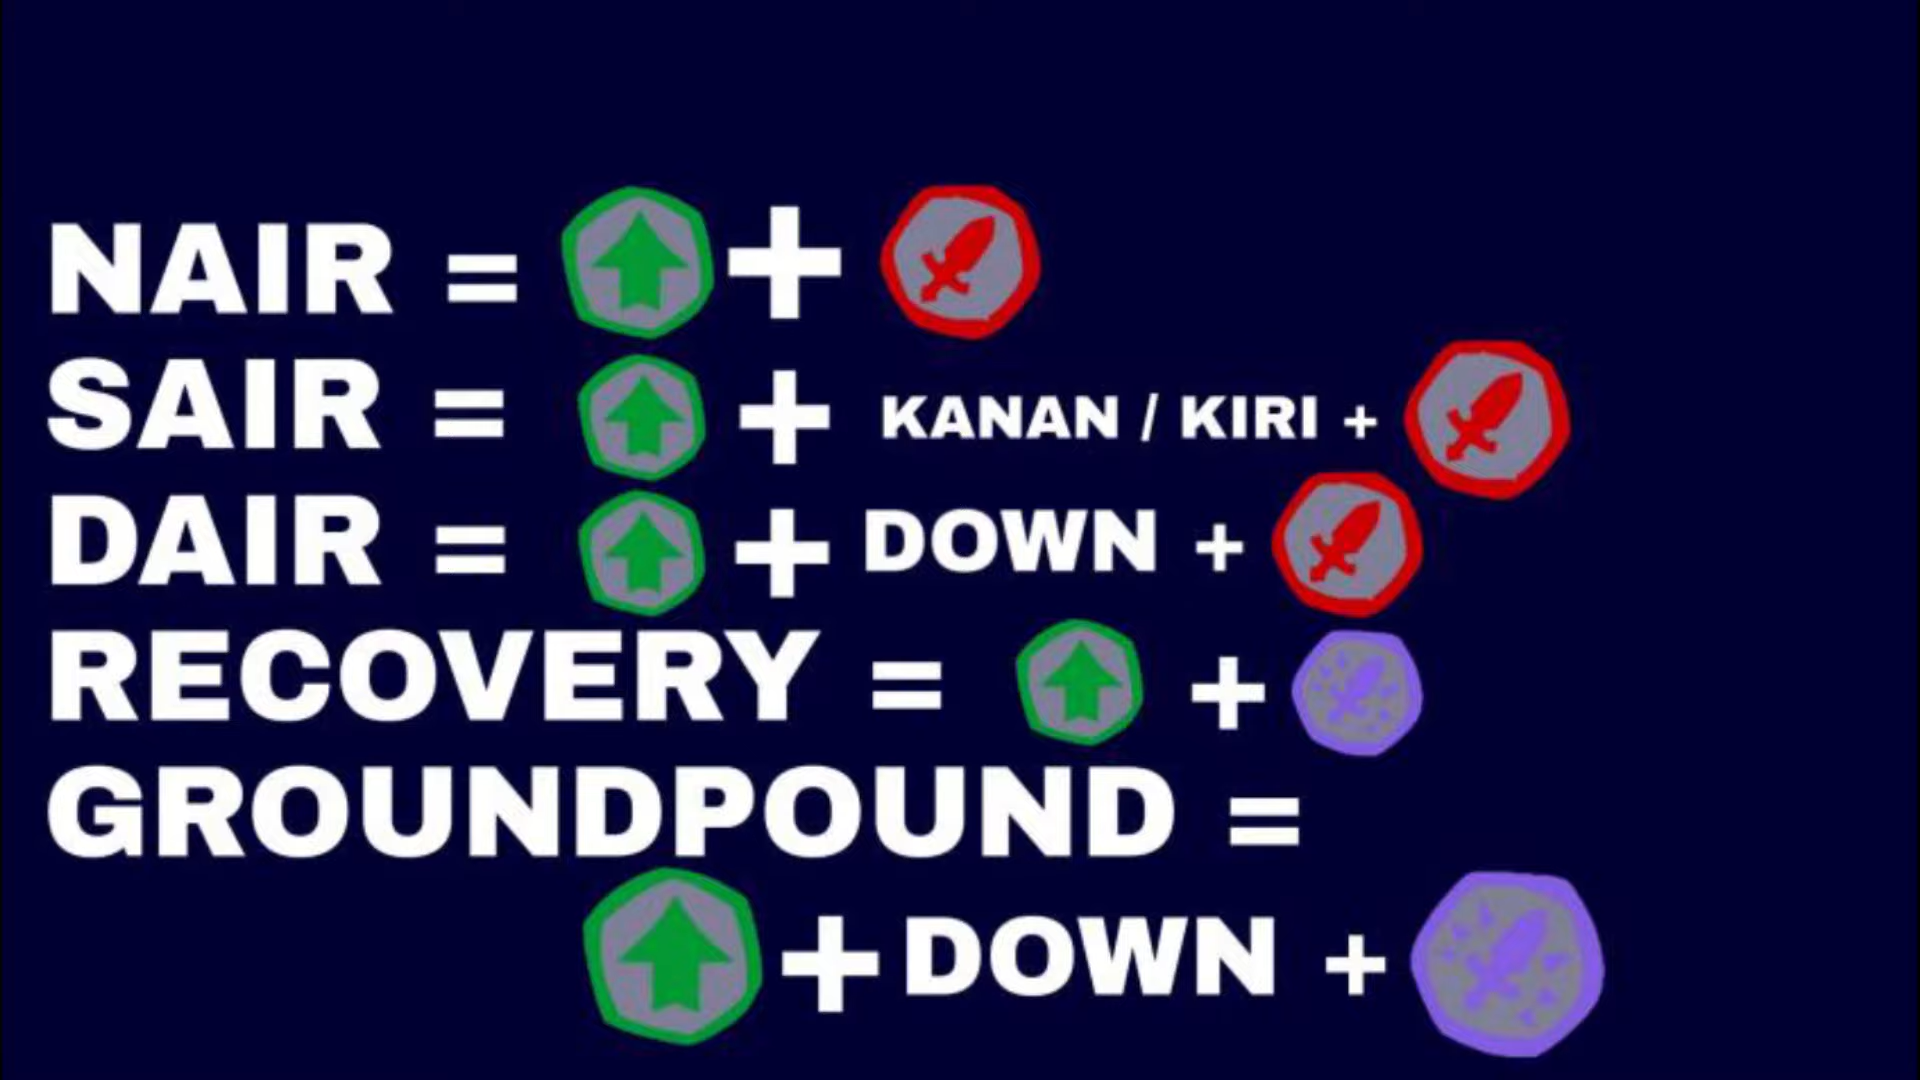 NAIR = +
SAIR = + KANAN / KIRI +
DAIR = + DOWN +
RECOVERY = +
GROUNDPOUND =
+ DOWN +